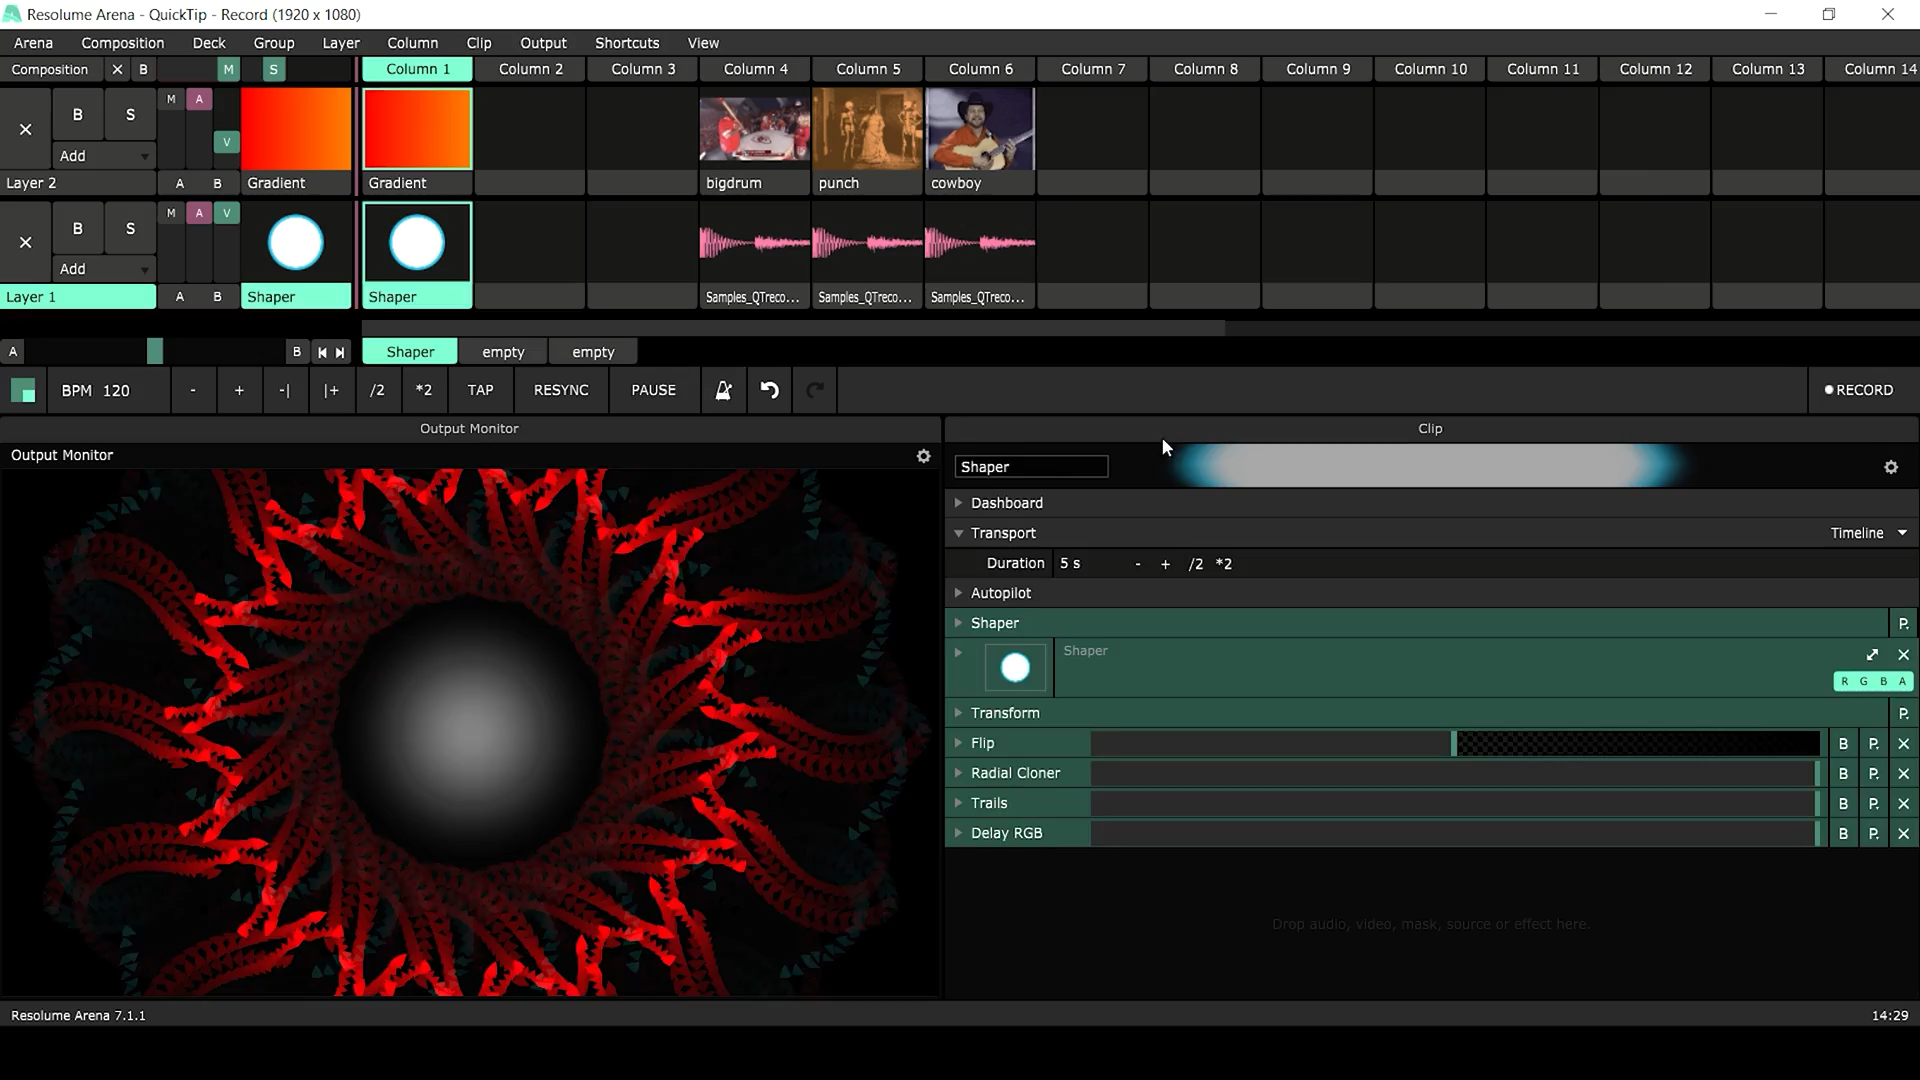 Resolume Arena - QuickTip - Record (1920 x 1080)
Arena Composition Deck Group Layer Column Clip Output Shortcuts View
Composition B M S Column 1 Column 2 Column 3 Column 4 Column 5 Column 6 Column 7 Column 8 Column 9 Column 10 Column 11 Column 12 Column 13 Column 14
B S M A
V
Add
Layer 2 A B Gradient Gradient bigdrum punch cowboy
B S M A V
Add
Layer 1 A B Shaper Shaper Samples_QTreco... Samples_QTreco... Samples_QTreco...
A B Shaper empty empty
BPM 120 - + -| |+ /2 *2 TAP RESYNC PAUSE RECORD
Output Monitor Clip
Output Monitor
Shaper
Dashboard
Transport Timeline
Duration 5 s - + /2 *2
Autopilot
Shaper P.
Shaper
R G B A
Transform P.
Flip B P.
Radial Cloner B P.
Trails B P.
Delay RGB B P.
Drop audio, video, mask, source or effect here.
Resolume Arena 7.1.1 14:29